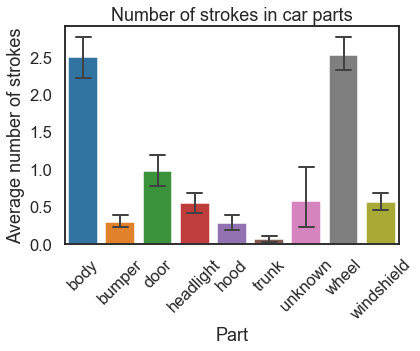 Number of strokes in car parts
Average number of strokes
2.5
2.0
1.5
1.0
0.5
0.0
body
bumper
door
headlight
hood
trunk
unknown
wheel
windshield
Part